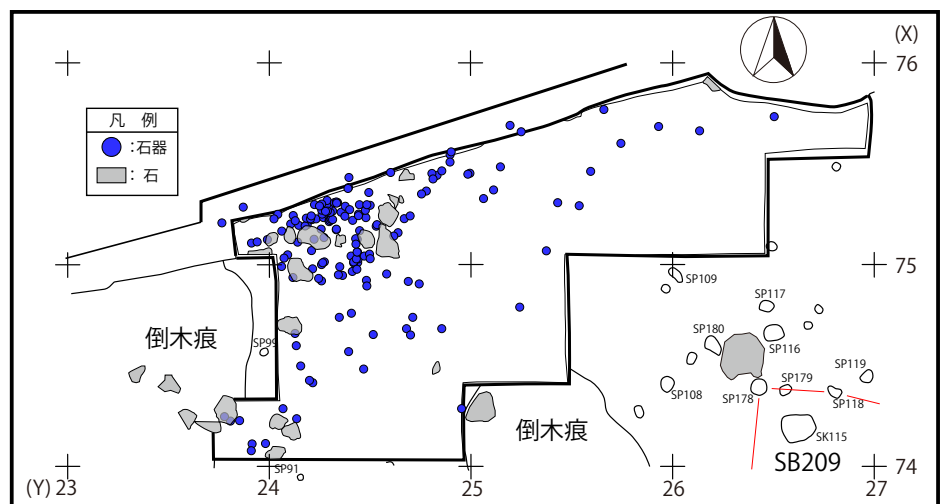 (X)
76
凡 例
:石器
:石
75
SP109
SP117
倒木痕
SP99
SP180
SP116
SP119
SP108
SP178
SP179
SP118
倒木痕
SK115
SB209
SP91
74
(Y)
23
24
25
26
27